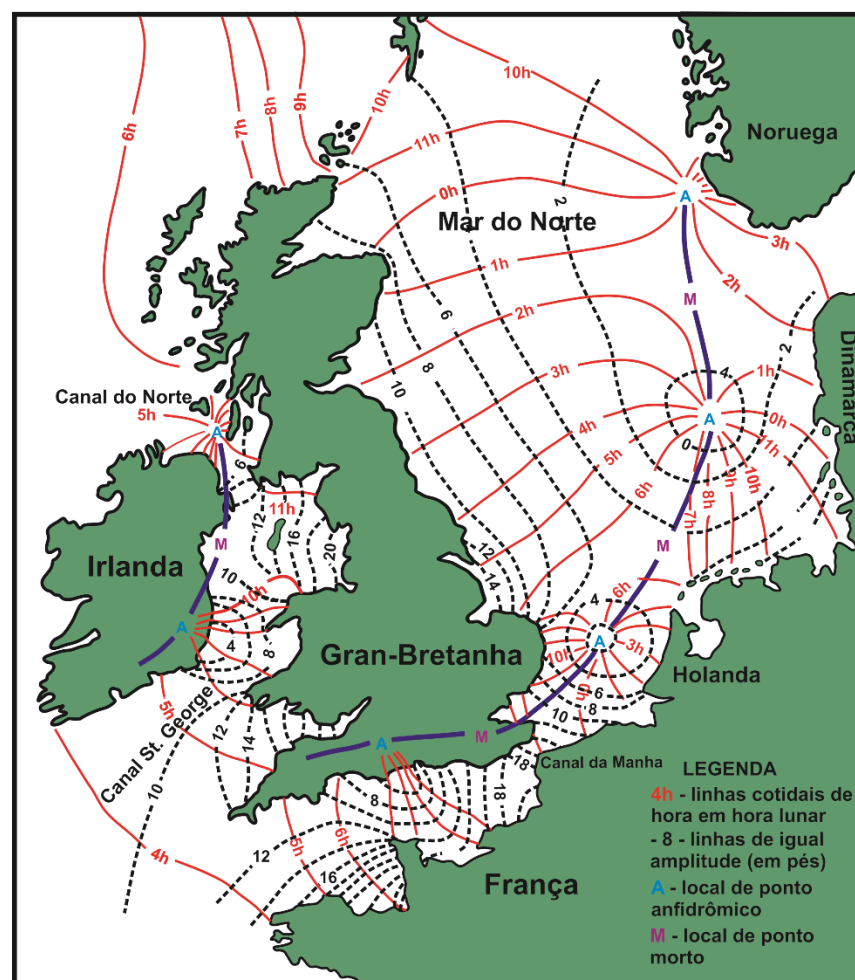 10h
Noruega
6h
7h
8h
9h
10h
11h
0h
2
A
Mar do Norte
3h
1h
2h
M
6
2h
8
10
3h
2
Dinamarca
4
1h
Canal do Norte
5h
A
4h
A
0h
0
1h
5h
6h
10h
9h
8h
7h
6
11h
12
16
20
M
12
14
M
Irlanda
10
10h
4
6h
A
4
8
Gran-Bretanha
A
10h
3h
Holanda
0h
6
8
10
5h
Canal St. George
12
14
10
A
M
18
Canal da Manha
8
18
4h
12
5h
6h
16
França
LEGENDA
4h - linhas cotidais de
hora em hora lunar
- 8 - linhas de igual
amplitude (em pés)
A - local de ponto
anfidrômico
M - local de ponto
morto